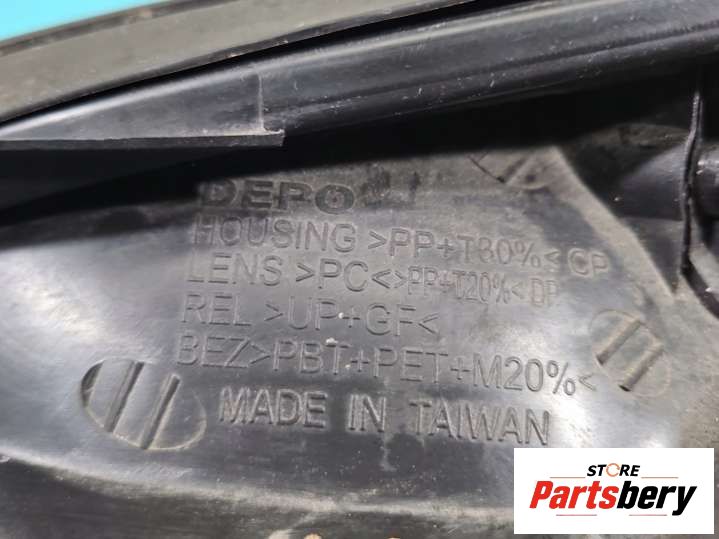 DEPO
HOUSING >PP+T30%< CP
LENS >PC<>PP+T20%< DP
REL >UP+GF<
BEZ>PBT+PET+M20%<
MADE IN TAIWAN
STORE
Partsbery